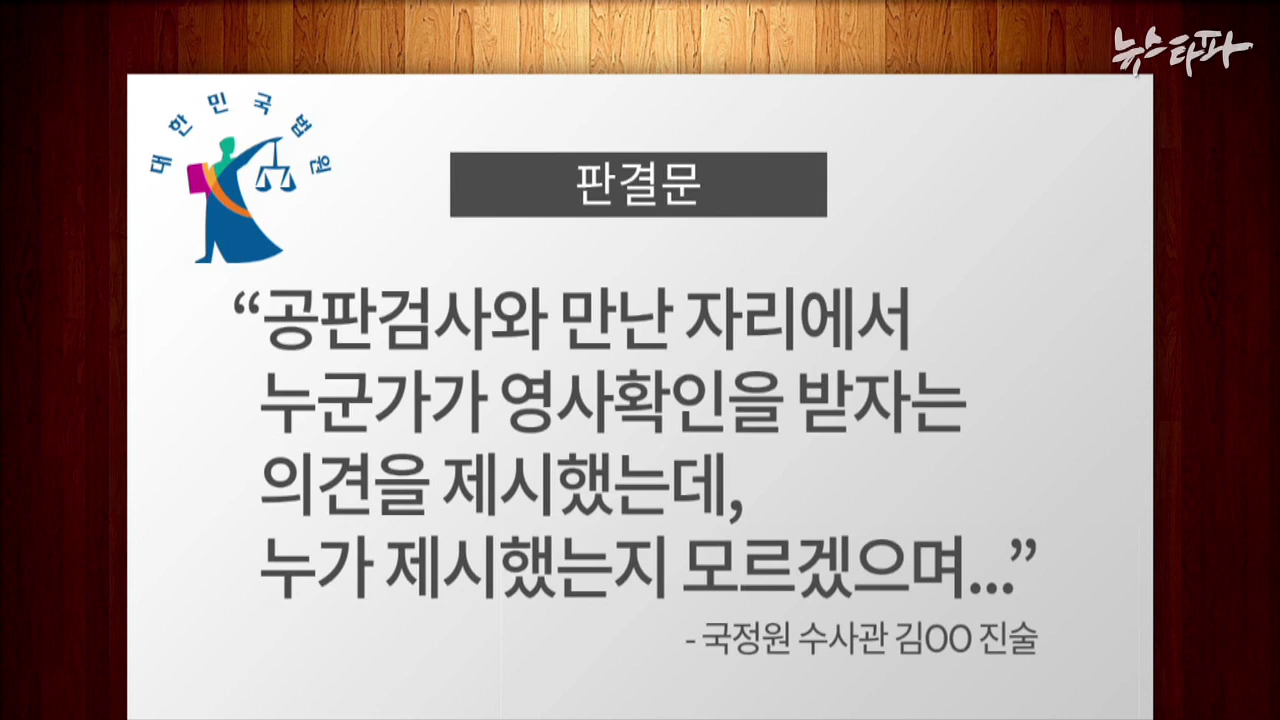 뉴스타파
대한민국법원
판결문
“공판검사와 만난 자리에서
누군가가 영사확인을 받자는
의견을 제시했는데,
누가 제시했는지 모르겠으며...”
- 국정원 수사관 김OO 진술